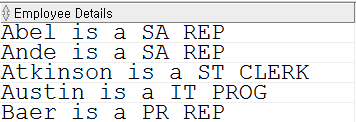 Employee Details
Abel is a SA REP
Ande is a SA REP
Atkinson is a ST CLERK
Austin is a IT PROG
Baer is a PR REP